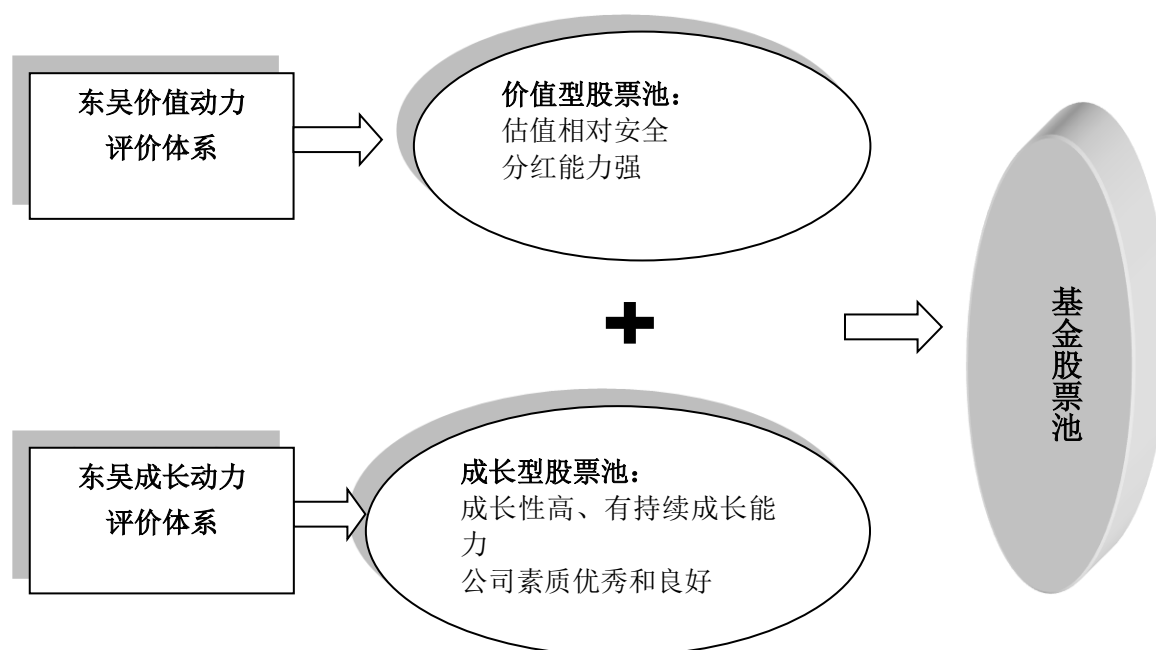 东吴价值动力
评价体系
价值型股票池：
估值相对安全
分红能力强
东吴成长动力
评价体系
成长型股票池：
成长性高、有持续成长能
力
公司素质优秀和良好
基金股票池